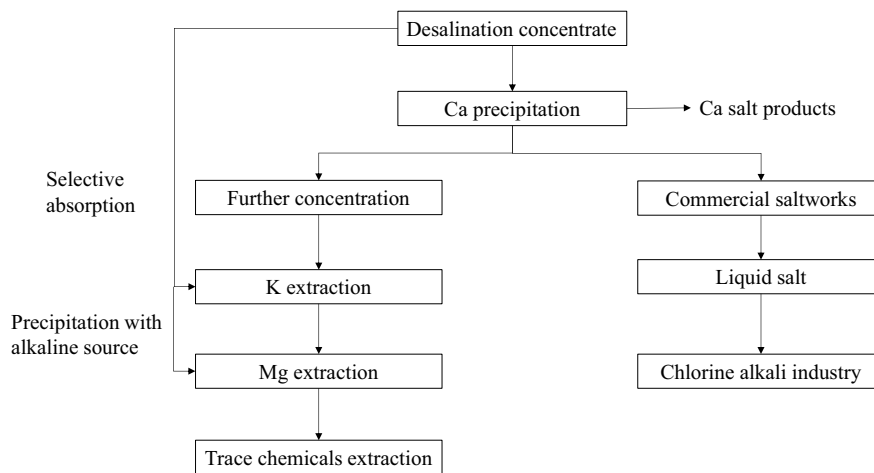 Desalination concentrate
Ca precipitation
Ca salt products
Selective
absorption
Further concentration
Commercial saltworks
K extraction
Liquid salt
Precipitation with
alkaline source
Mg extraction
Chlorine alkali industry
Trace chemicals extraction